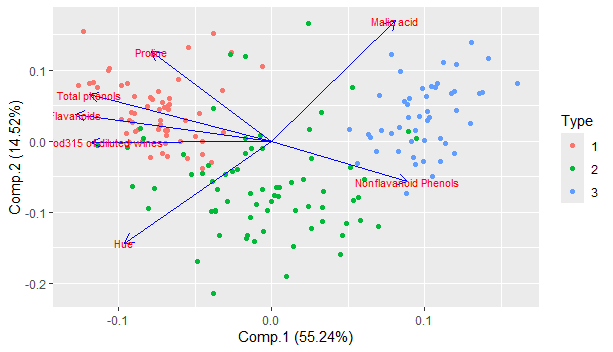 Malic acid
Proline
Total phenols
Flavanoids
od315 of diluted wines
Nonflavanoid Phenols
Hue
0.1
0.0
-0.1
-0.2
-0.1
0.0
0.1
Comp.1 (55.24%)
Comp.2 (14.52%)
Type
1
2
3